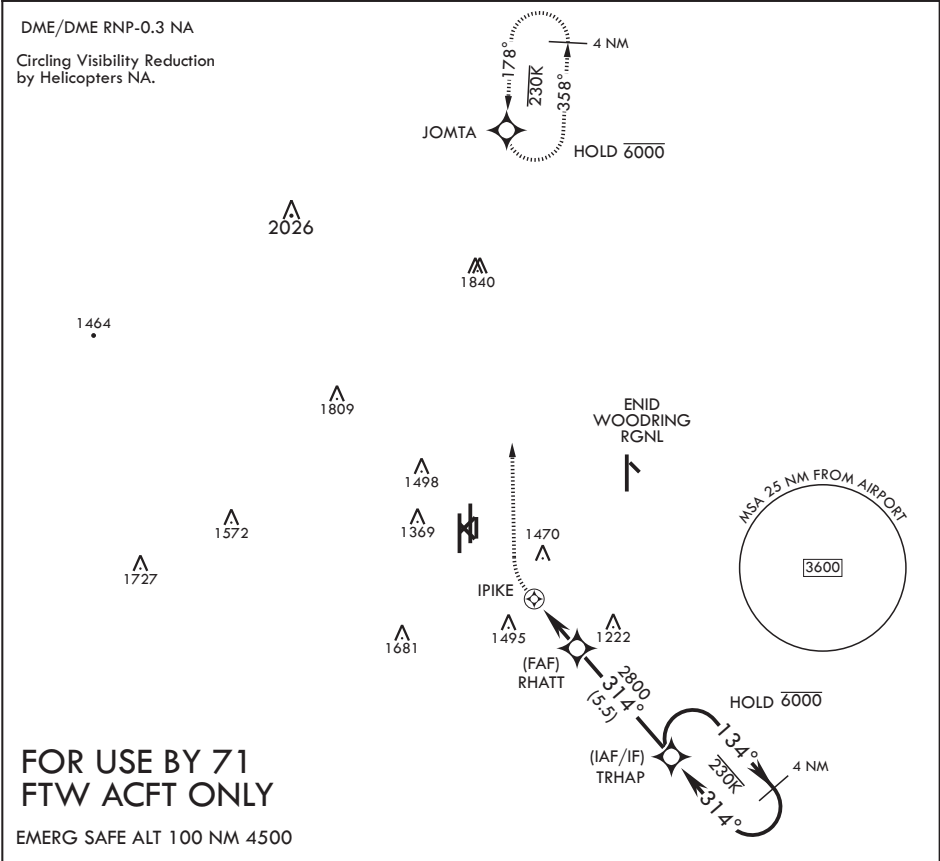 DME/DME RNP-0.3 NA
Circling Visibility Reduction
by Helicopters NA.
4 NM
178°
230K
358°
JOMTA
HOLD 6000
2026
1840
1464
1809
ENID
WOODRING
RGNL
1498
1369
1572
1727
1470
MSA 25 NM FROM AIRPORT
3600
IPIKE
1495
1222
1681
(FAF)
RHATT
2800
314°
(5.5)
HOLD 6000
(IAF/IF)
TRHAP
134°
230K
4 NM
314°
FOR USE BY 71
FTW ACFT ONLY
EMERG SAFE ALT 100 NM 4500